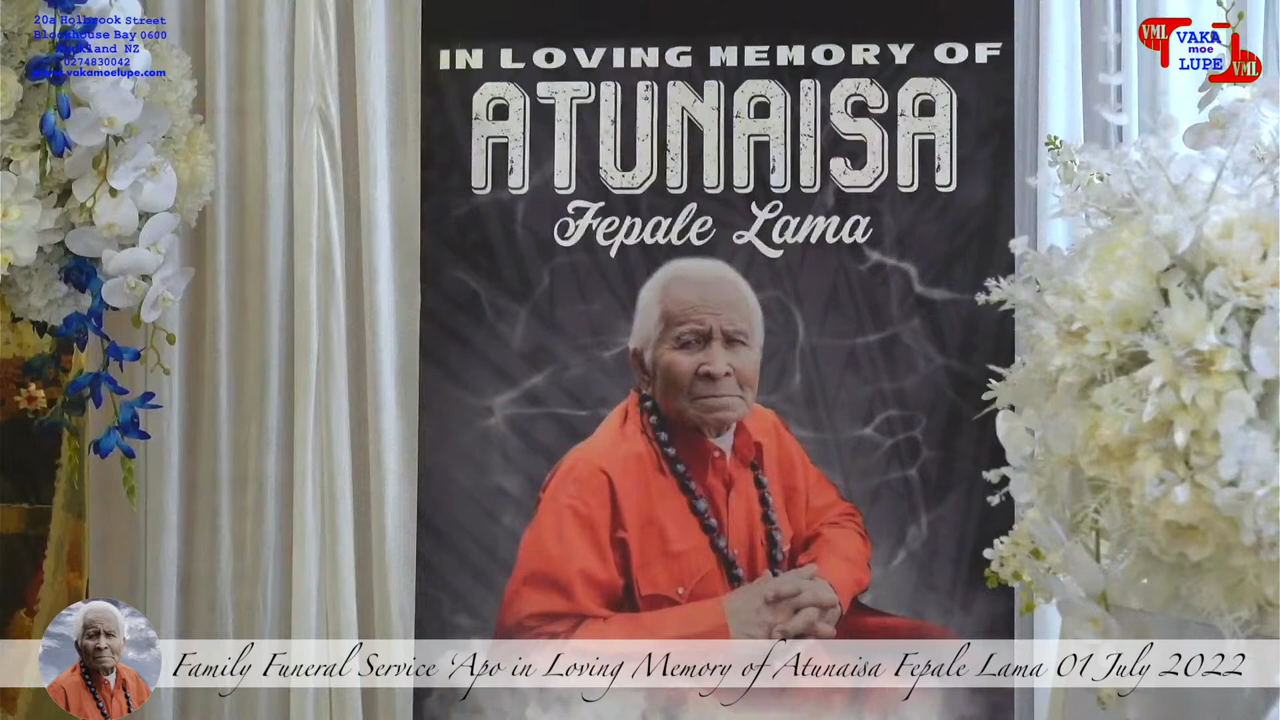 20a Holbrook Street
Blockhouse Bay 0600
Auckland NZ
0274830042
www.vakamoelupe.com
VML
VAKA
moe
LUPE
VML
IN LOVING MEMORY OF
ATUNAISA
Fepale Lama
Family Funeral Service 'Apo in Loving Memory of Atunaisa Fepale Lama 01 July 2022